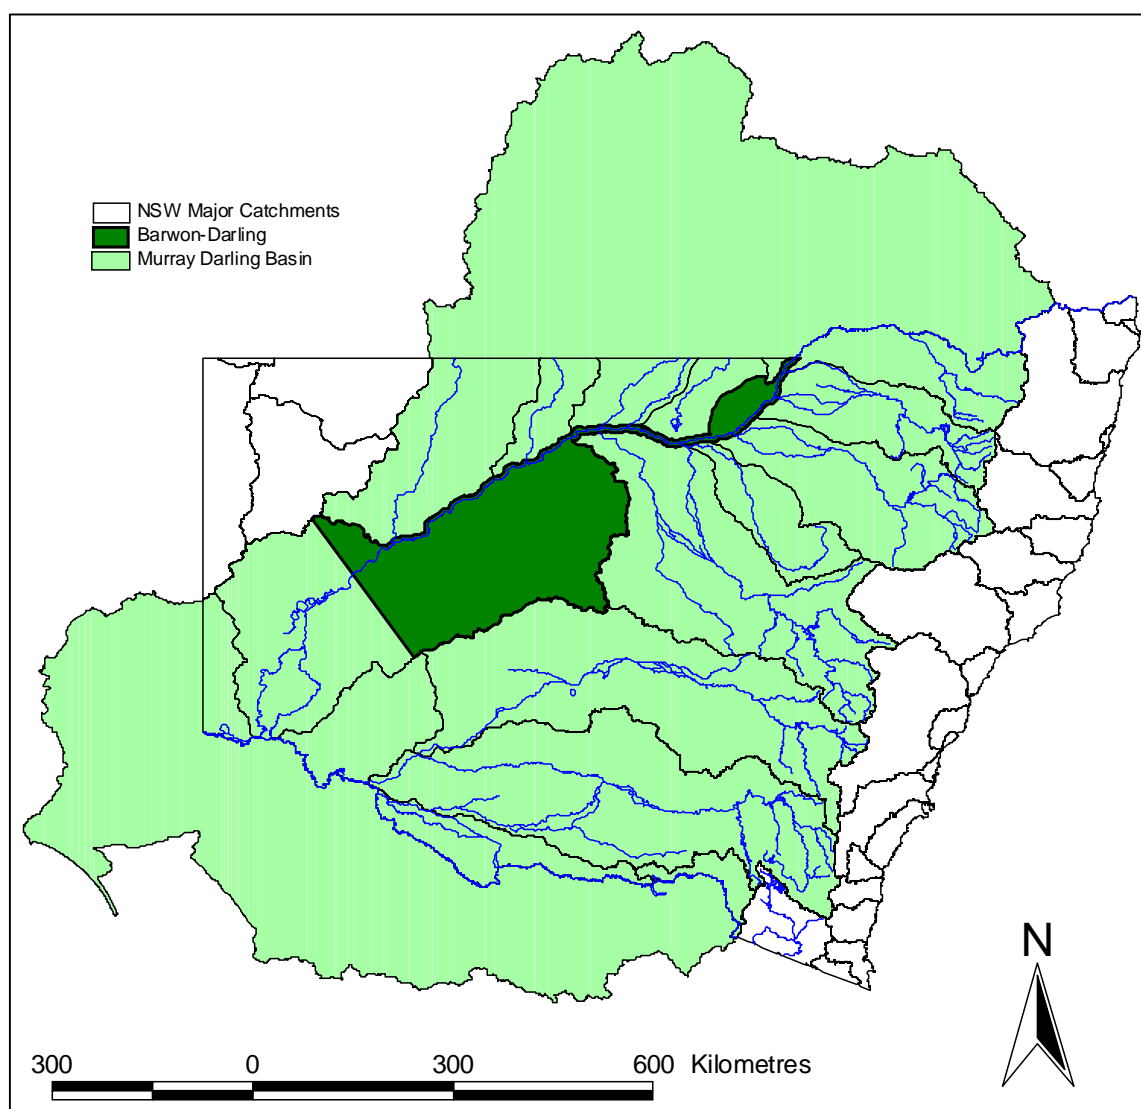 NSW Major Catchments
Barwon-Darling
Murray Darling Basin
N
300 0 300 600 Kilometres